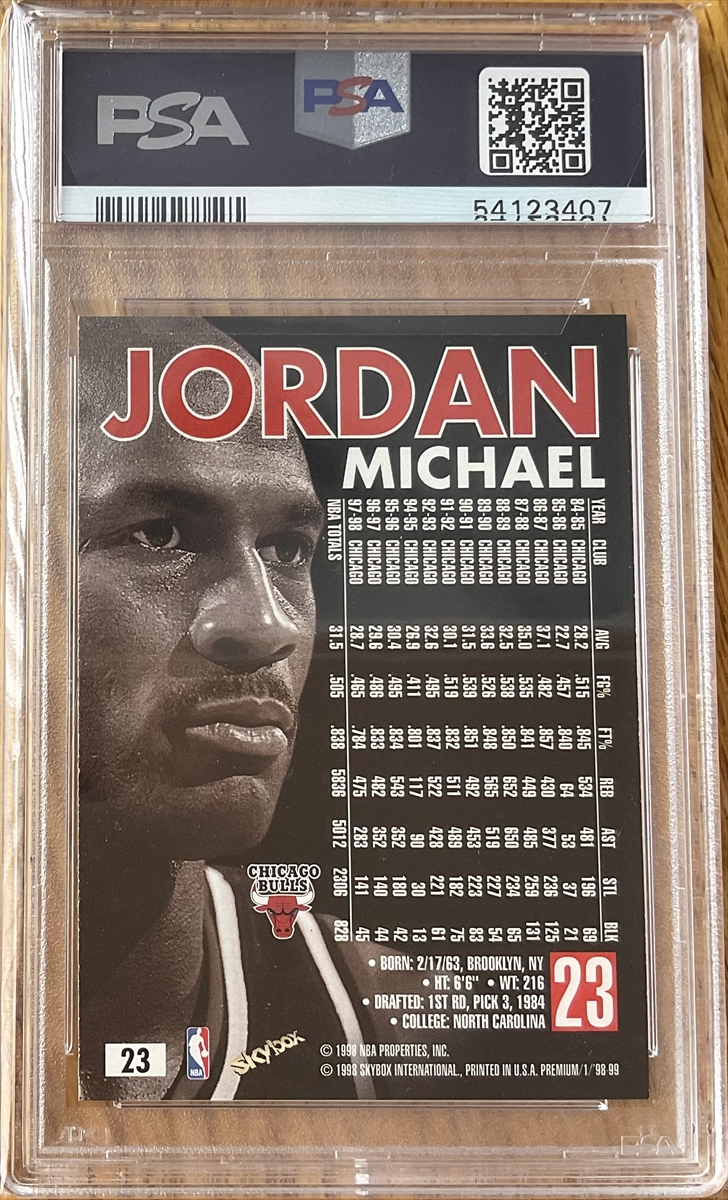 PSA
PSA
54123407
JORDAN
MICHAEL
YEAR CLUB AVG FG% FT% REB AST STL BLK
84-85 CHICAGO 28.2 .515 .845 534 481 196 69
85-86 CHICAGO 22.7 .457 .840 64 53 37 21
86-87 CHICAGO 37.1 .482 .857 430 377 236 125
87-88 CHICAGO 35.0 .535 .841 449 485 259 131
88-89 CHICAGO 32.5 .538 .850 652 650 234 65
89-90 CHICAGO 33.6 .526 .848 565 519 227 54
90-91 CHICAGO 31.5 .539 .851 492 453 223 83
91-92 CHICAGO 30.1 .519 .832 511 489 182 75
92-93 CHICAGO 32.6 .495 .837 522 428 221 61
94-95 CHICAGO 26.9 .411 .801 117 90 30 13
95-96 CHICAGO 30.4 .495 .834 543 352 180 42
96-97 CHICAGO 29.6 .486 .833 482 352 140 44
97-98 CHICAGO 28.7 .465 .784 475 283 141 45
NBA TOTALS 31.5 .505 .838 5836 5012 2306 828
CHICAGO
BULLS
• BORN: 2/17/63, BROOKLYN, NY
• HT: 6'6" • WT: 216
• DRAFTED: 1ST RD, PICK 3, 1984
• COLLEGE: NORTH CAROLINA
23
23
NBA
Skybox
© 1998 NBA PROPERTIES, INC.
© 1998 SKYBOX INTERNATIONAL., PRINTED IN U.S.A. PREMIUM/1/'98-99
PSA